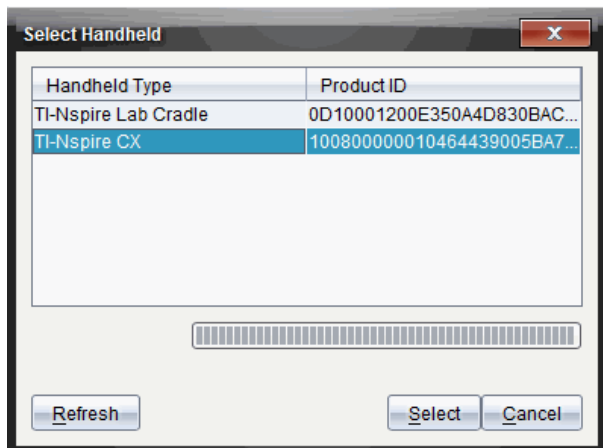 Select Handheld
x
Handheld Type Product ID
TI-Nspire Lab Cradle 0D10001200E350A4D830BAC...
TI-Nspire CX 100800000010464439005BA7...
Refresh Select Cancel